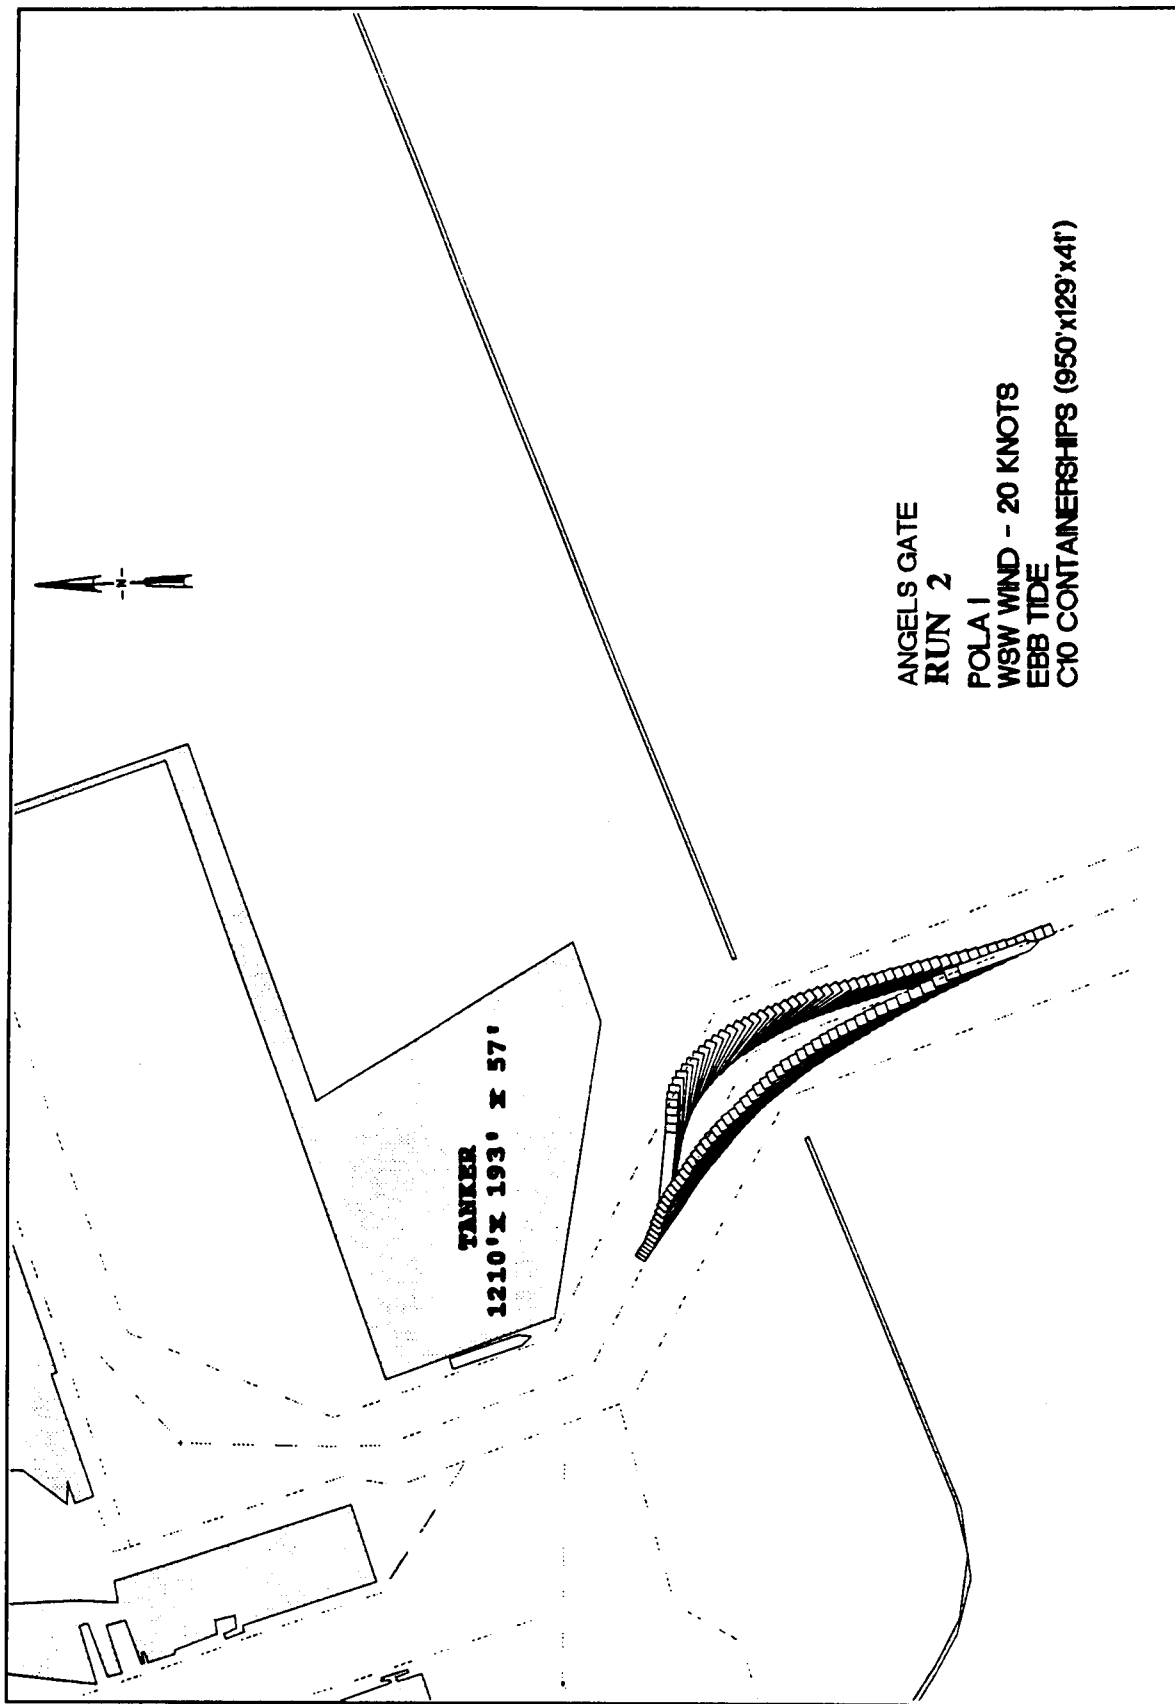 -N-
TANKER
1210'X 193' X 57'
ANGELS GATE
RUN 2
POLA I
WSW WIND - 20 KNOTS
EBB TIDE
C10 CONTAINERSHIPS (950'x129'x41')